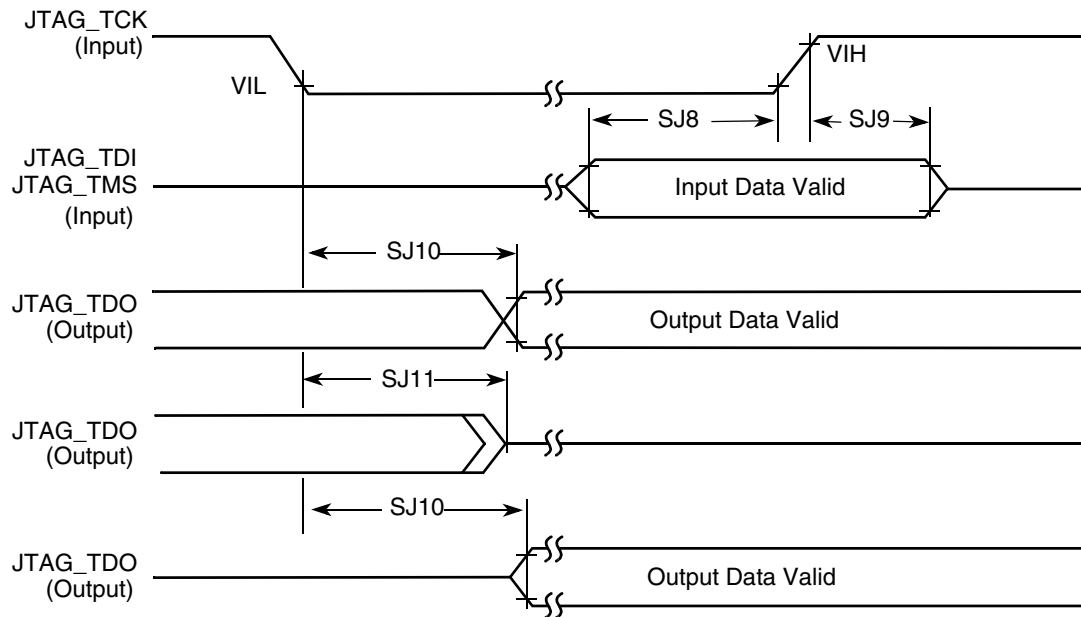 JTAG_TCK
(Input)
VIL
VIH
SJ8
SJ9
JTAG_TDI
JTAG_TMS
(Input)
Input Data Valid
SJ10
JTAG_TDO
(Output)
Output Data Valid
SJ11
JTAG_TDO
(Output)
SJ10
JTAG_TDO
(Output)
Output Data Valid